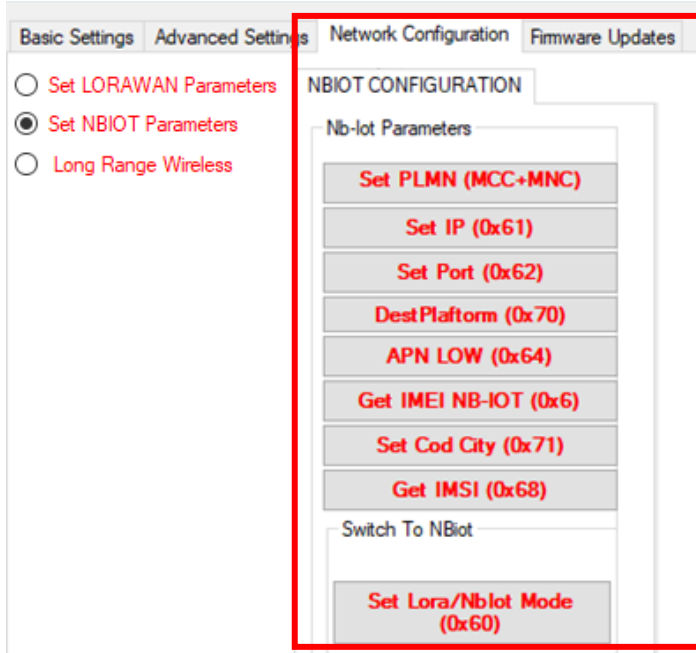 Basic Settings
Advanced Settings
Network Configuration
Firmware Updates
Set LORAWAN Parameters
Set NBIOT Parameters
Long Range Wireless
NBIOT CONFIGURATION
Nb-Iot Parameters
Set PLMN (MCC+MNC)
Set IP (0x61)
Set Port (0x62)
DestPlaftorm (0x70)
APN LOW (0x64)
Get IMEI NB-IOT (0x6)
Set Cod City (0x71)
Get IMSI (0x68)
Switch To NBiot
Set Lora/NbIot Mode
(0x60)